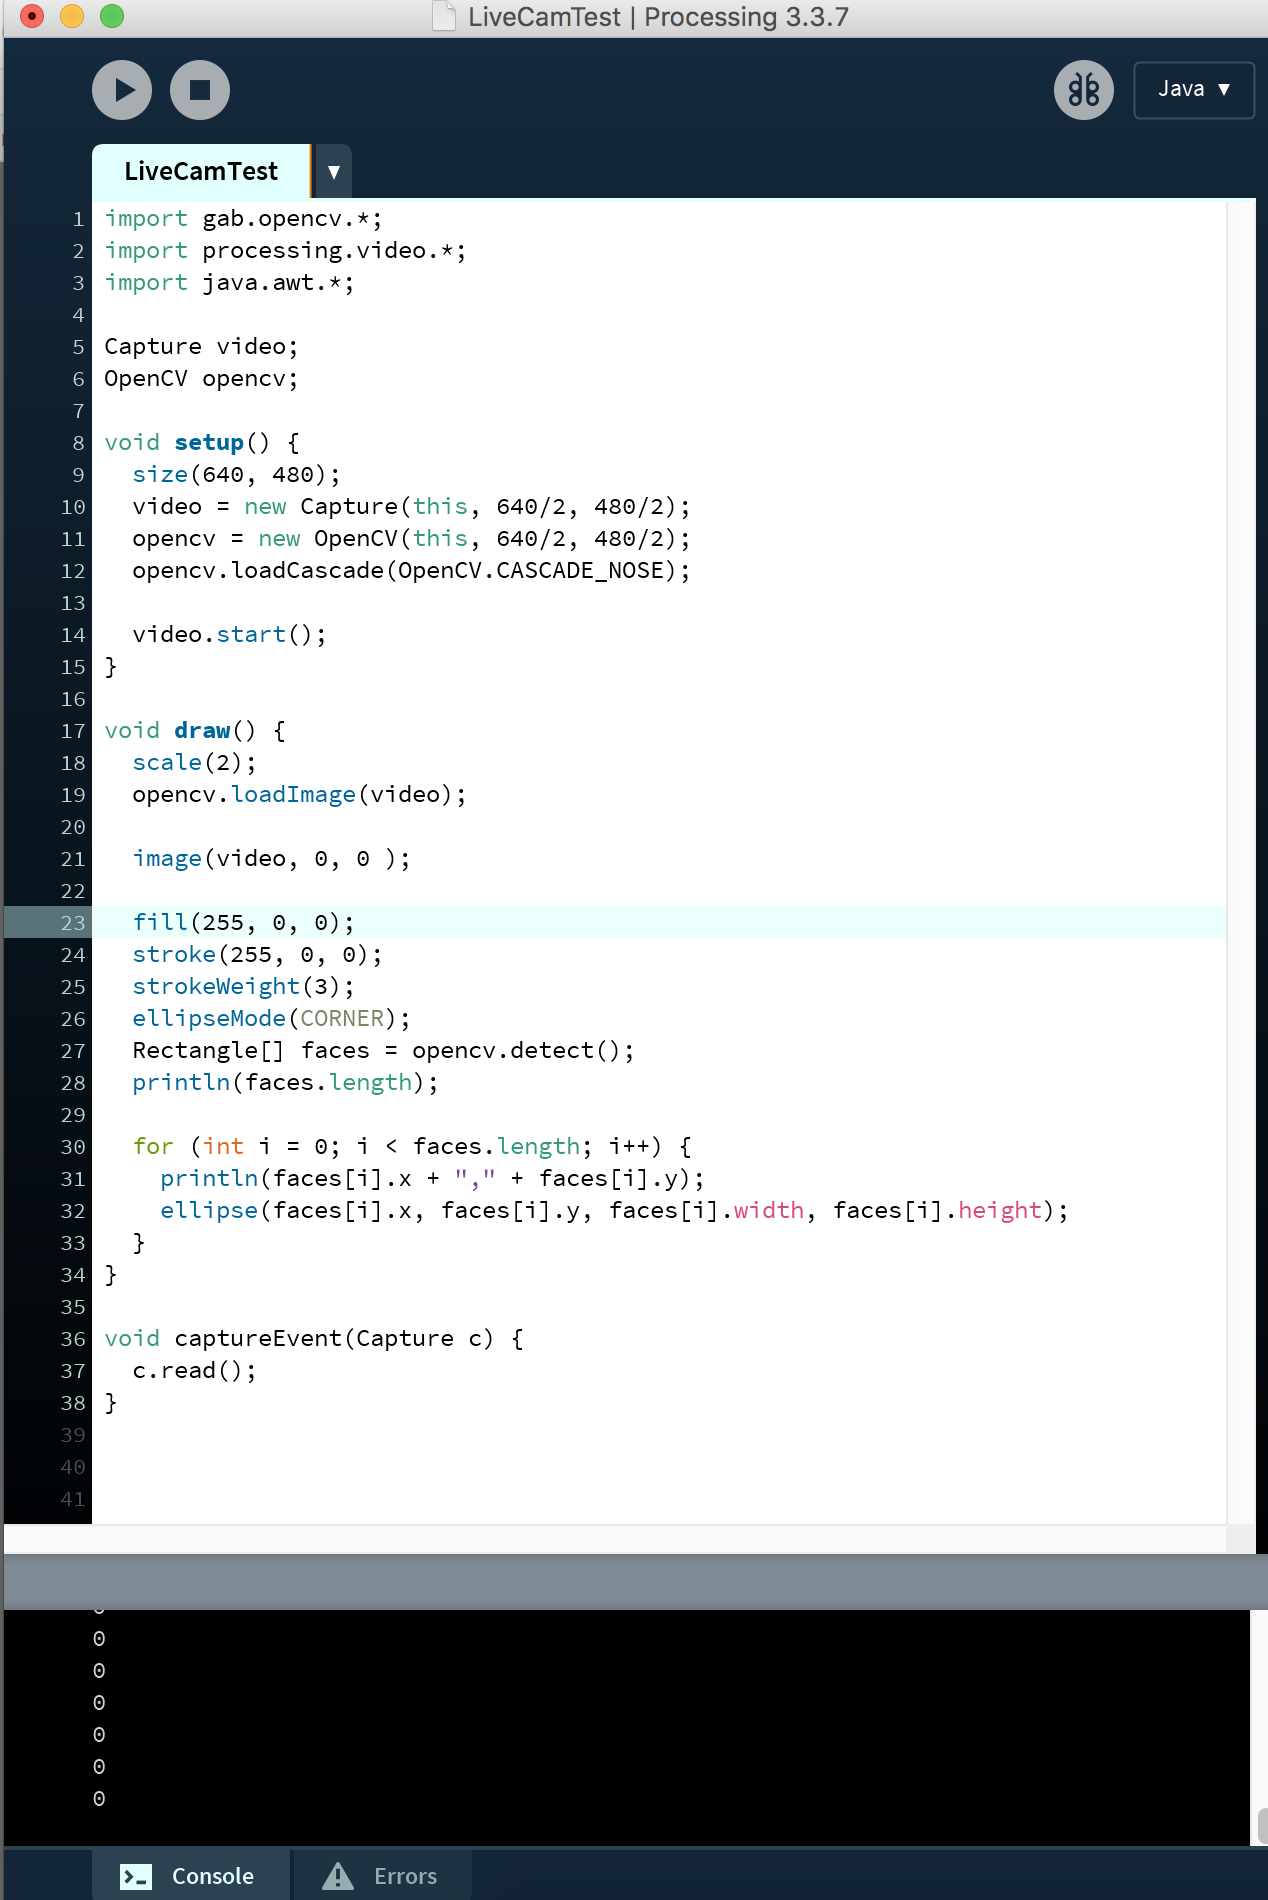 LiveCamTest | Processing 3.3.7
Java ▼
LiveCamTest ▼
1 import gab.opencv.*;
2 import processing.video.*;
3 import java.awt.*;
4
5 Capture video;
6 OpenCV opencv;
7
8 void setup() {
9   size(640, 480);
10   video = new Capture(this, 640/2, 480/2);
11   opencv = new OpenCV(this, 640/2, 480/2);
12   opencv.loadCascade(OpenCV.CASCADE_NOSE);
13
14   video.start();
15 }
16
17 void draw() {
18   scale(2);
19   opencv.loadImage(video);
20
21   image(video, 0, 0 );
22
23   fill(255, 0, 0);
24   stroke(255, 0, 0);
25   strokeWeight(3);
26   ellipseMode(CORNER);
27   Rectangle[] faces = opencv.detect();
28   println(faces.length);
29
30   for (int i = 0; i < faces.length; i++) {
31     println(faces[i].x + "," + faces[i].y);
32     ellipse(faces[i].x, faces[i].y, faces[i].width, faces[i].height);
33   }
34 }
35
36 void captureEvent(Capture c) {
37   c.read();
38 }
39
40
41
0
0
0
0
0
0
Console
Errors